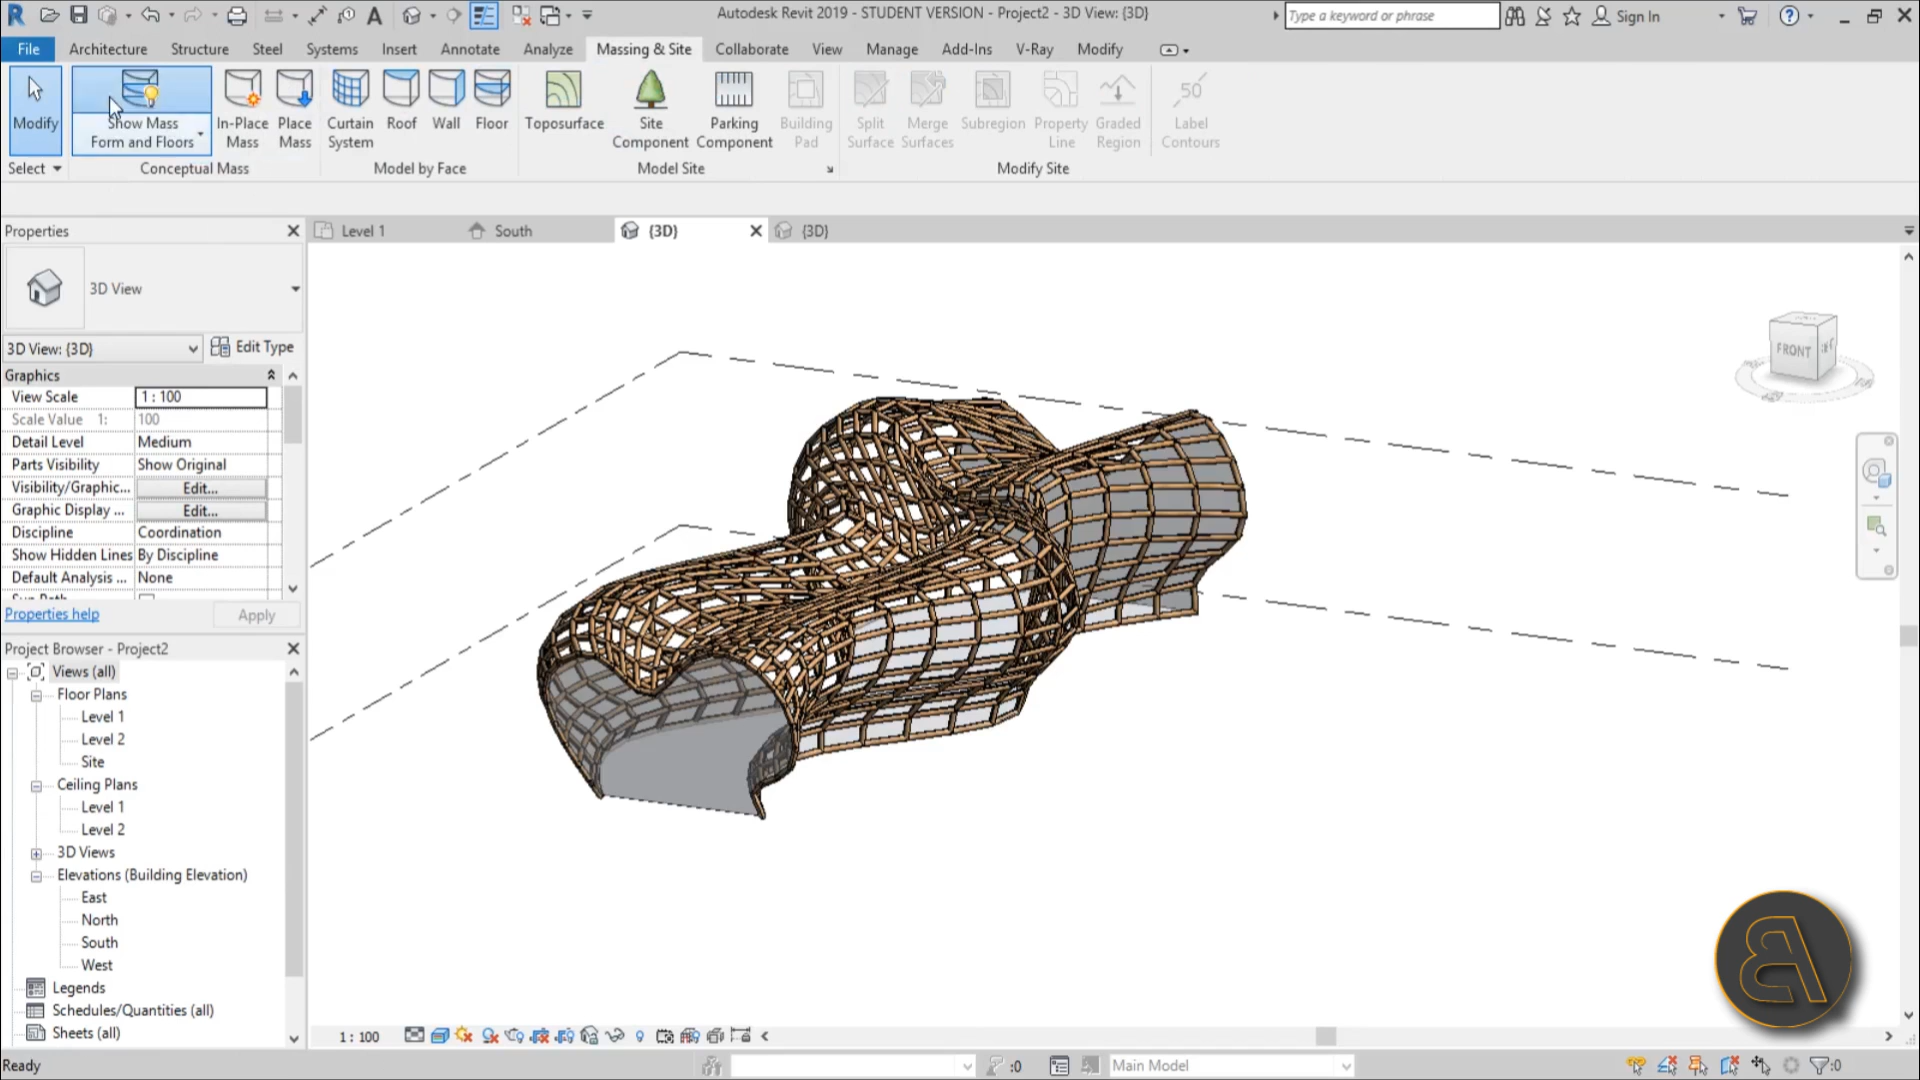 Autodesk Revit 2019 - STUDENT VERSION - Project2 - 3D View: {3D}
Type a keyword or phrase
Sign In
File Architecture Structure Steel Systems Insert Annotate Analyze Massing & Site Collaborate View Manage Add-Ins V-Ray Modify
Modify
Show Mass
Form and Floors
In-Place
Mass
Place
Mass
Curtain
System
Roof
Wall
Floor
Toposurface
Site
Component
Parking
Component
Building
Pad
Split
Surface
Merge
Surfaces
Subregion
Property
Line
Graded
Region
50
Label
Contours
Select
Conceptual Mass
Model by Face
Model Site
Modify Site
Properties
Level 1
South
{3D}
{3D}
3D View
3D View: {3D}
Edit Type
Graphics
View Scale 1 : 100
Scale Value 1: 100
Detail Level Medium
Parts Visibility Show Original
Visibility/Graphic... Edit...
Graphic Display ... Edit...
Discipline Coordination
Show Hidden Lines By Discipline
Default Analysis ... None
Properties help
Apply
FRONT
Project Browser - Project2
Views (all)
Floor Plans
Level 1
Level 2
Site
Ceiling Plans
Level 1
Level 2
3D Views
Elevations (Building Elevation)
East
North
South
West
Legends
Schedules/Quantities (all)
Sheets (all)
1 : 100
Ready
:0
Main Model
:0